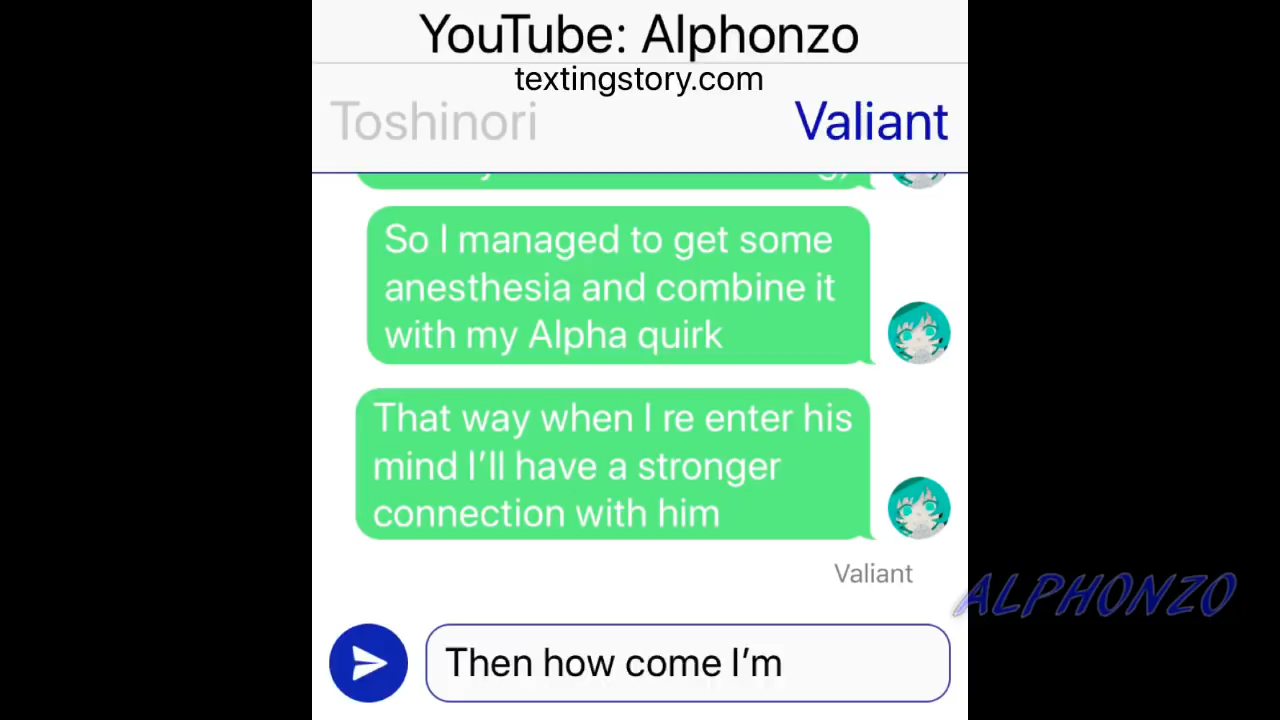 YouTube: Alphonzo
textingstory.com
Toshinori
Valiant
So I managed to get some
anesthesia and combine it
with my Alpha quirk
That way when I re enter his
mind I’ll have a stronger
connection with him
Valiant
ALPHONZO
Then how come I’m